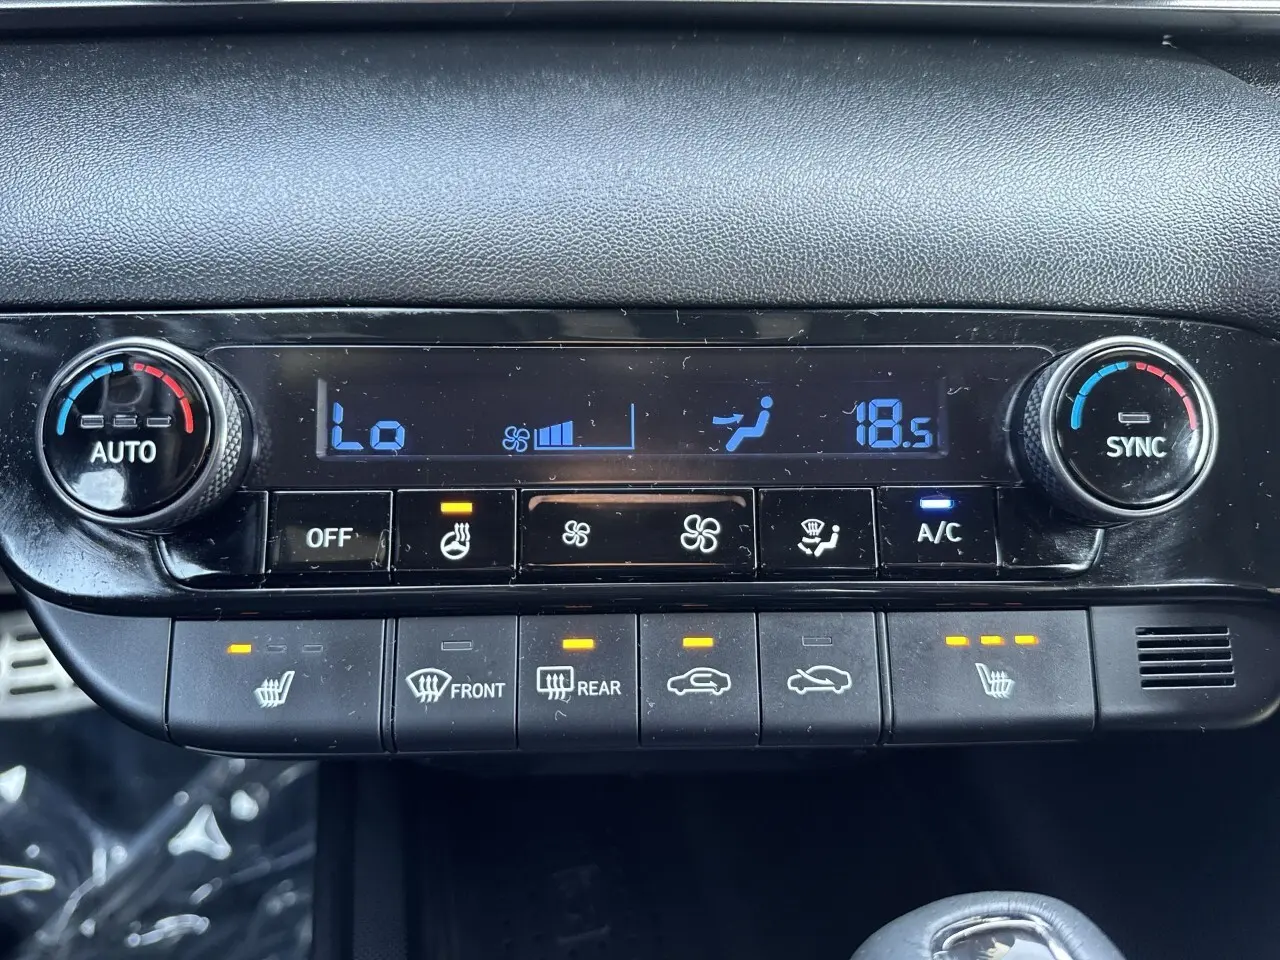 AUTO
Lo
18.5
SYNC
OFF
A/C
FRONT
REAR